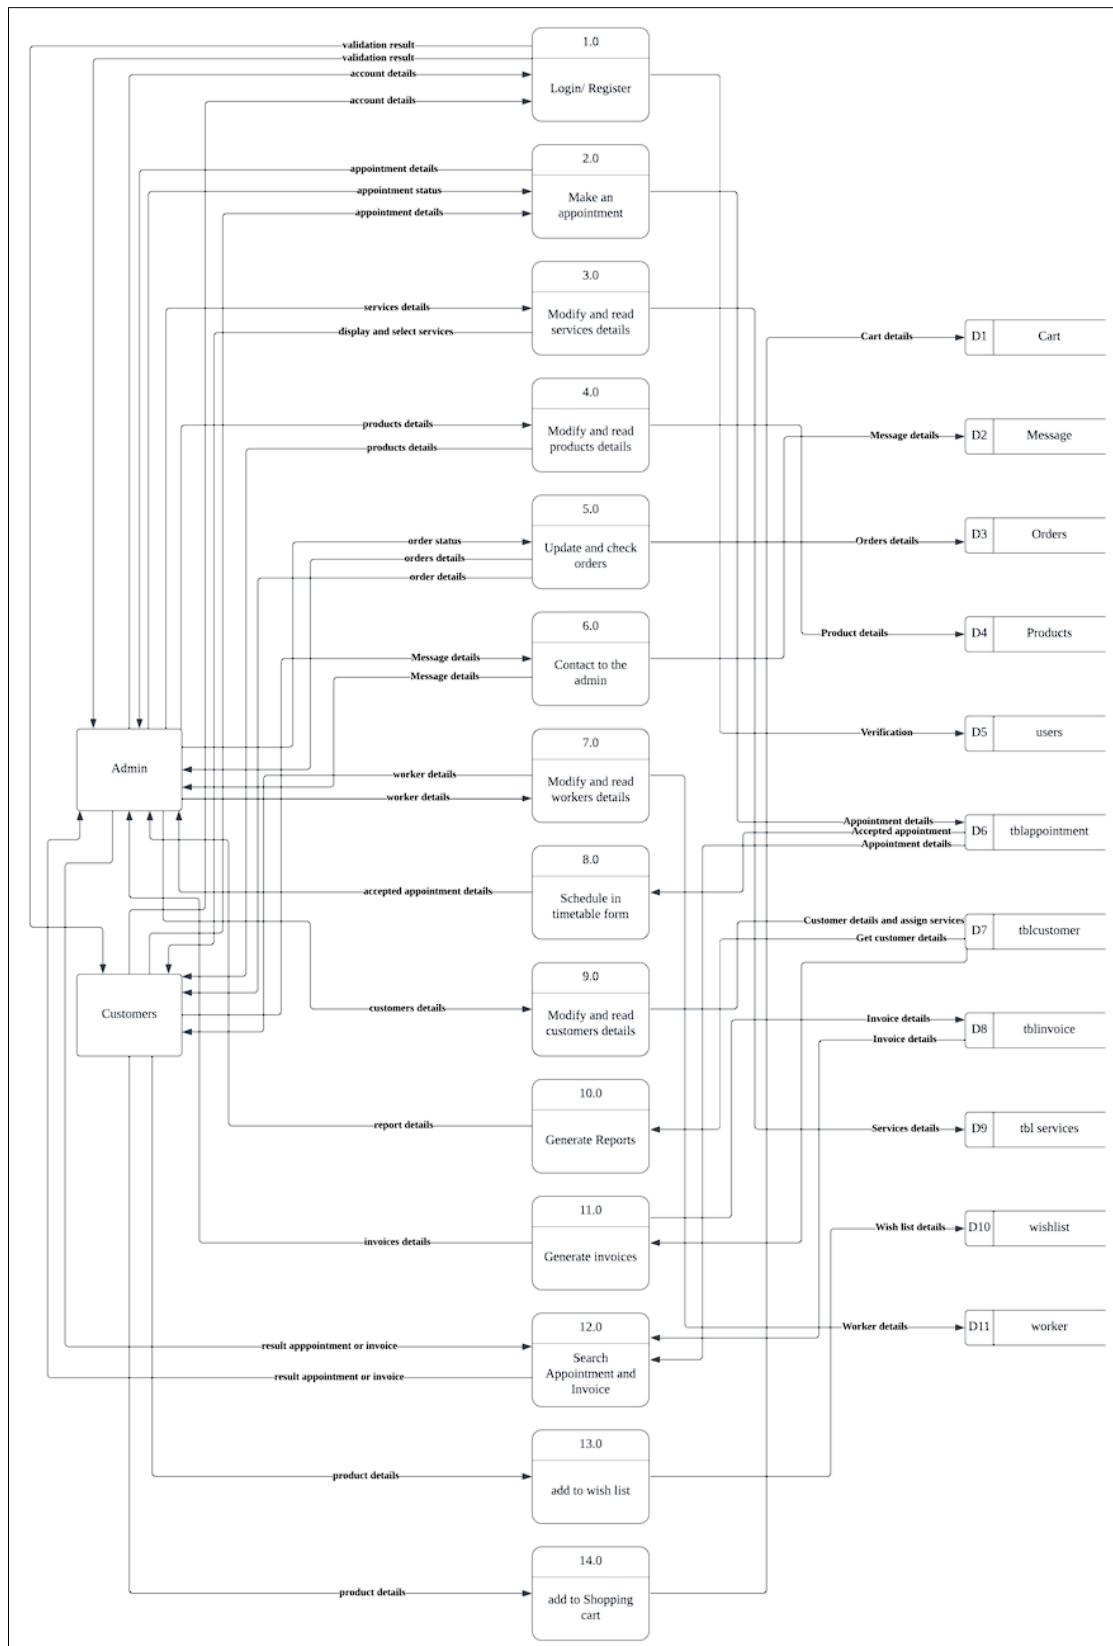 validation result
validation result
account details
account details
1.0
Login/ Register
appointment details
appointment status
appointment details
2.0
Make an
appointment
services details
display and select services
3.0
Modify and read
services details
Cart details
D1
Cart
products details
products details
4.0
Modify and read
products details
Message details
D2
Message
order status
orders details
order details
5.0
Update and check
orders
Orders details
D3
Orders
Message details
Message details
6.0
Contact to the
admin
Product details
D4
Products
Admin
worker details
worker details
7.0
Modify and read
workers details
Verification
D5
users
accepted appointment details
8.0
Schedule in
timetable form
Appointment details
Accepted appointment
Appointment details
D6
tblappointment
Customer details and assign services
Get customer details
D7
tblcustomer
Customers
customers details
9.0
Modify and read
customers details
Invoice details
Invoice details
D8
tblinvoice
report details
10.0
Generate Reports
Services details
D9
tbl services
invoices details
11.0
Generate invoices
Wish list details
D10
wishlist
result apppointment or invoice
result appointment or invoice
12.0
Search
Appointment and
Invoice
Worker details
D11
worker
product details
13.0
add to wish list
product details
14.0
add to Shopping
cart